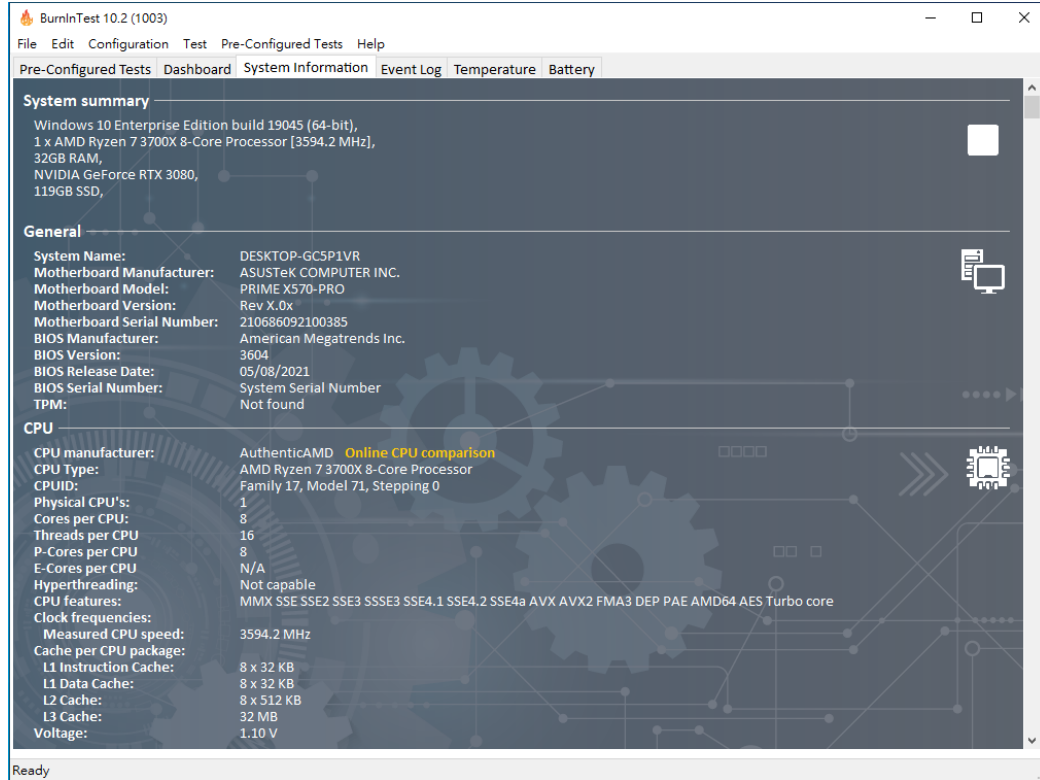 BurnInTest 10.2 (1003)
File Edit Configuration Test Pre-Configured Tests Help
Pre-Configured Tests Dashboard System Information Event Log Temperature Battery
System summary
Windows 10 Enterprise Edition build 19045 (64-bit),
1 x AMD Ryzen 7 3700X 8-Core Processor [3594.2 MHz],
32GB RAM,
NVIDIA GeForce RTX 3080,
119GB SSD,
General
System Name: DESKTOP-GC5P1VR
Motherboard Manufacturer: ASUSTeK COMPUTER INC.
Motherboard Model: PRIME X570-PRO
Motherboard Version: Rev X.0x
Motherboard Serial Number: 210686092100385
BIOS Manufacturer: American Megatrends Inc.
BIOS Version: 3604
BIOS Release Date: 05/08/2021
BIOS Serial Number: System Serial Number
TPM: Not found
CPU
CPU manufacturer: AuthenticAMD Online CPU comparison
CPU Type: AMD Ryzen 7 3700X 8-Core Processor
CPUID: Family 17, Model 71, Stepping 0
Physical CPU's: 1
Cores per CPU: 8
Threads per CPU 16
P-Cores per CPU 8
E-Cores per CPU N/A
Hyperthreading: Not capable
CPU features: MMX SSE SSE2 SSE3 SSSE3 SSE4.1 SSE4.2 SSE4a AVX AVX2 FMA3 DEP PAE AMD64 AES Turbo core
Clock frequencies:
Measured CPU speed: 3594.2 MHz
Cache per CPU package:
L1 Instruction Cache: 8 x 32 KB
L1 Data Cache: 8 x 32 KB
L2 Cache: 8 x 512 KB
L3 Cache: 32 MB
Voltage: 1.10 V
Ready